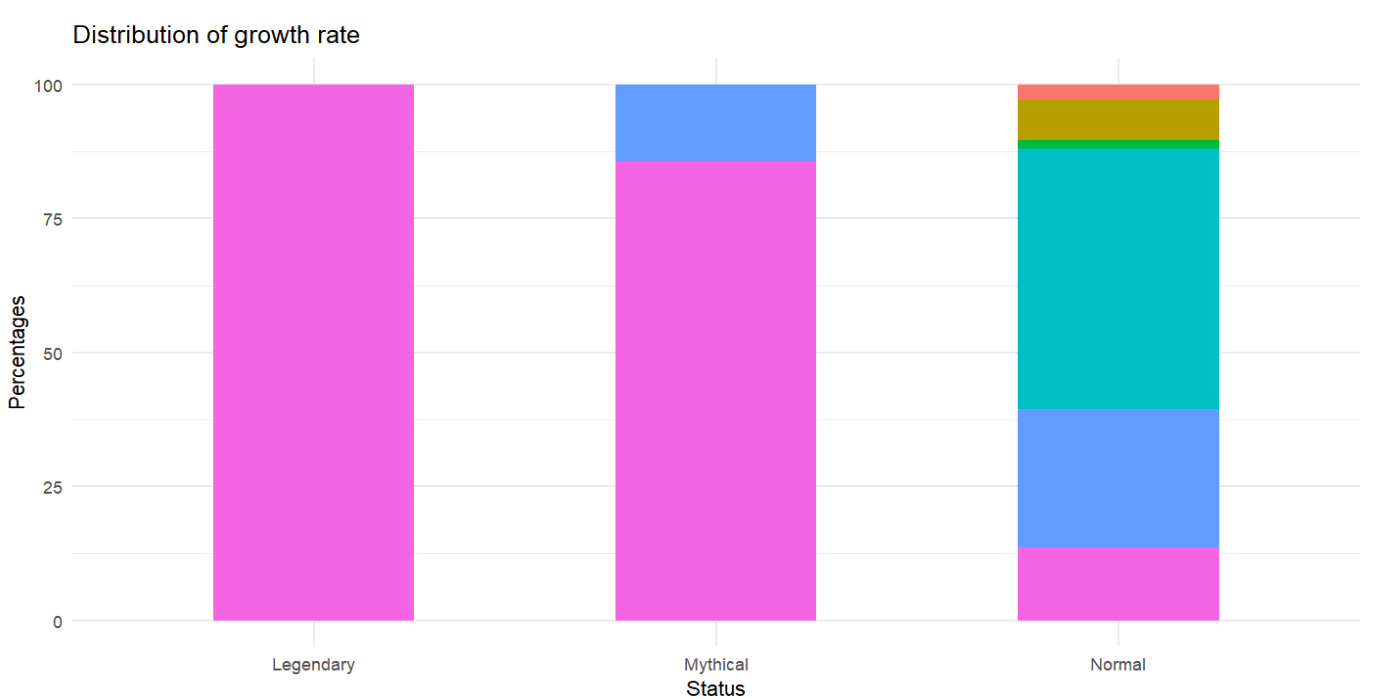 Distribution of growth rate
100
75
50
25
0
Percentages
Legendary
Mythical
Normal
Status